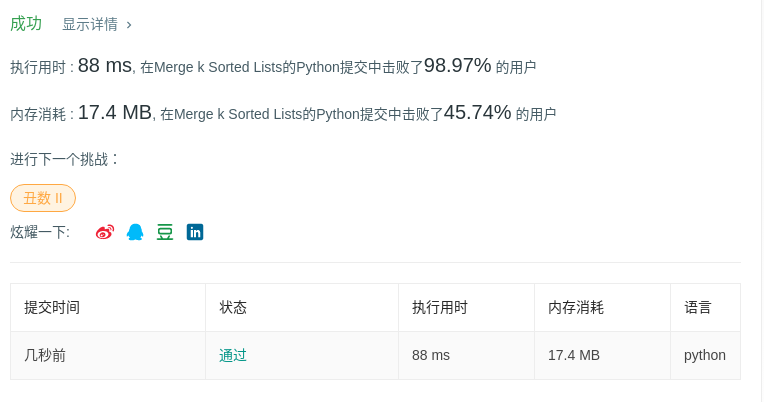 成功 显示详情 ›
执行用时 : 88 ms, 在Merge k Sorted Lists的Python提交中击败了98.97% 的用户
内存消耗 : 17.4 MB, 在Merge k Sorted Lists的Python提交中击败了45.74% 的用户
进行下一个挑战：
丑数 II
炫耀一下:
提交时间 状态 执行用时 内存消耗 语言
几秒前 通过 88 ms 17.4 MB python